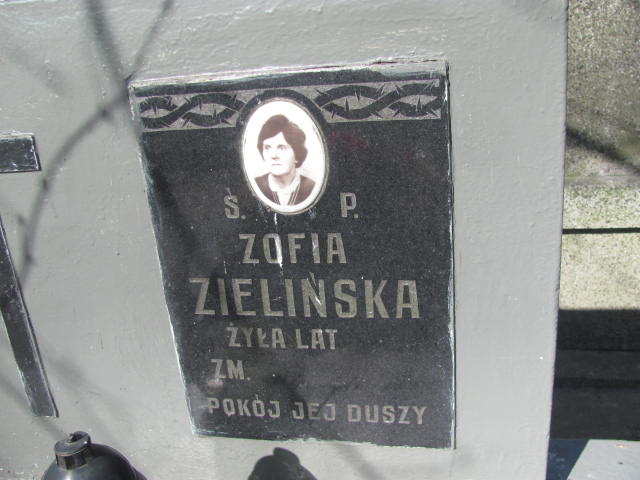 Ś. P.
ZOFIA
ZIELIŃSKA
ŻYŁA LAT
ZM.
POKÓJ JEJ DUSZY